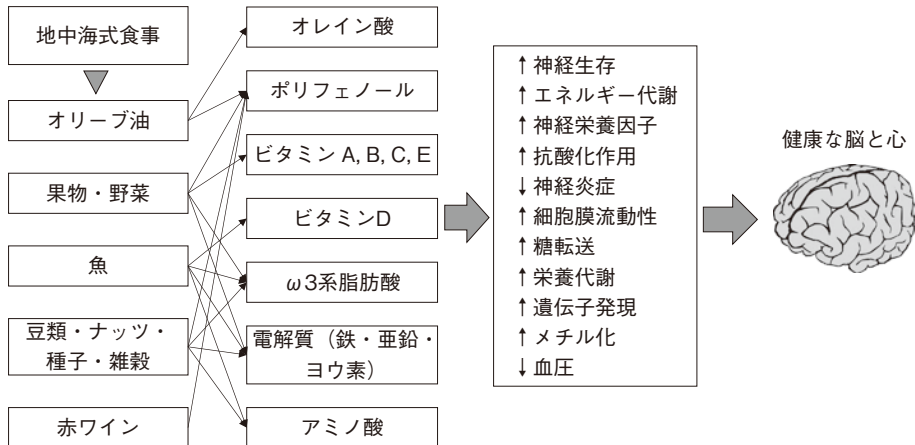 地中海式食事
オリーブ油
果物・野菜
魚
豆類・ナッツ・
種子・雑穀
赤ワイン
オレイン酸
ポリフェノール
ビタミン A, B, C, E
ビタミンD
ω3系脂肪酸
電解質（鉄・亜鉛・
ヨウ素）
アミノ酸
↑神経生存
↑エネルギー代謝
↑神経栄養因子
↑抗酸化作用
↓神経炎症
↑細胞膜流動性
↑糖転送
↑栄養代謝
↑遺伝子発現
↑メチル化
↓血圧
健康な脳と心